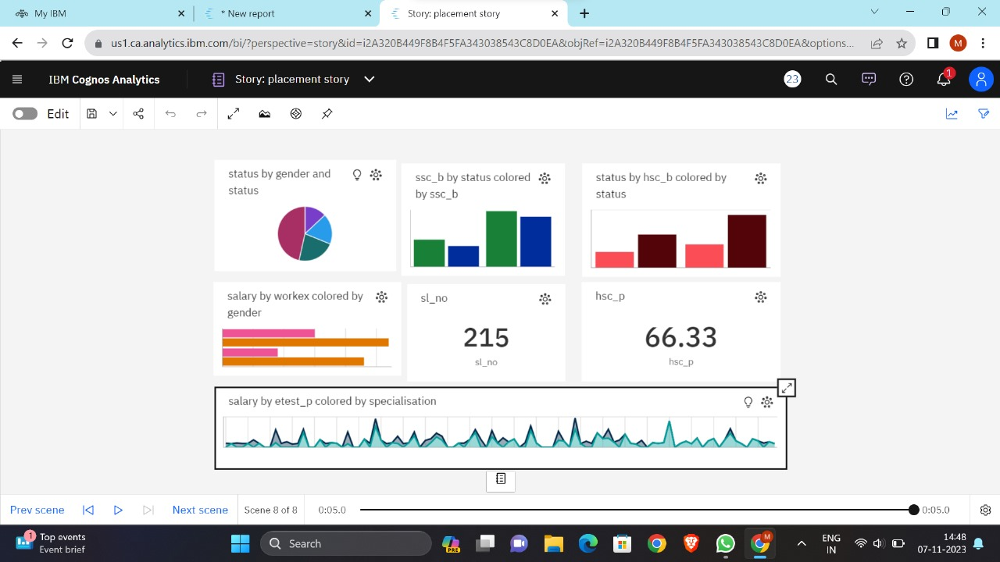 My IBM
* New report
Story: placement story
us1.ca.analytics.ibm.com/bi/?perspective=story&id=i2A320B449F8B4F5FA343038543C8D0EA&objRef=i2A320B449F8B4F5FA343038543C8D0EA&options...
M
IBM Cognos Analytics
Story: placement story
23
1
Edit
status by gender and
status
ssc_b by status colored
by ssc_b
status by hsc_b colored by
status
salary by workex colored by
gender
sl_no
215
sl_no
hsc_p
66.33
hsc_p
salary by etest_p colored by specialisation
Prev scene
Next scene
Scene 8 of 8
0:05.0
0:05.0
1
Top events
Event brief
Search
PRE
M
ENG
IN
14:48
07-11-2023